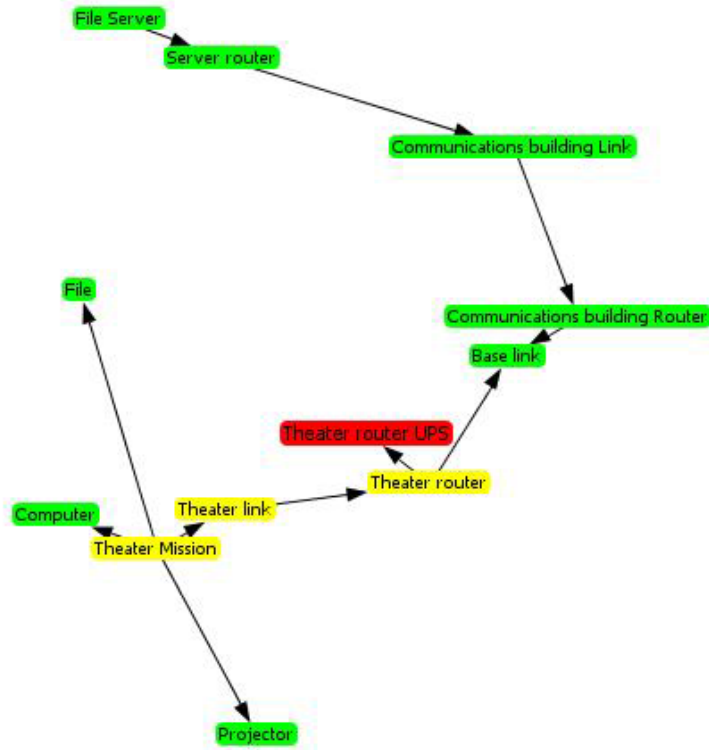 File Server
Server router
Communications building Link
File
Communications building Router
Base link
Theater router UPS
Theater router
Theater link
Computer
Theater Mission
Projector